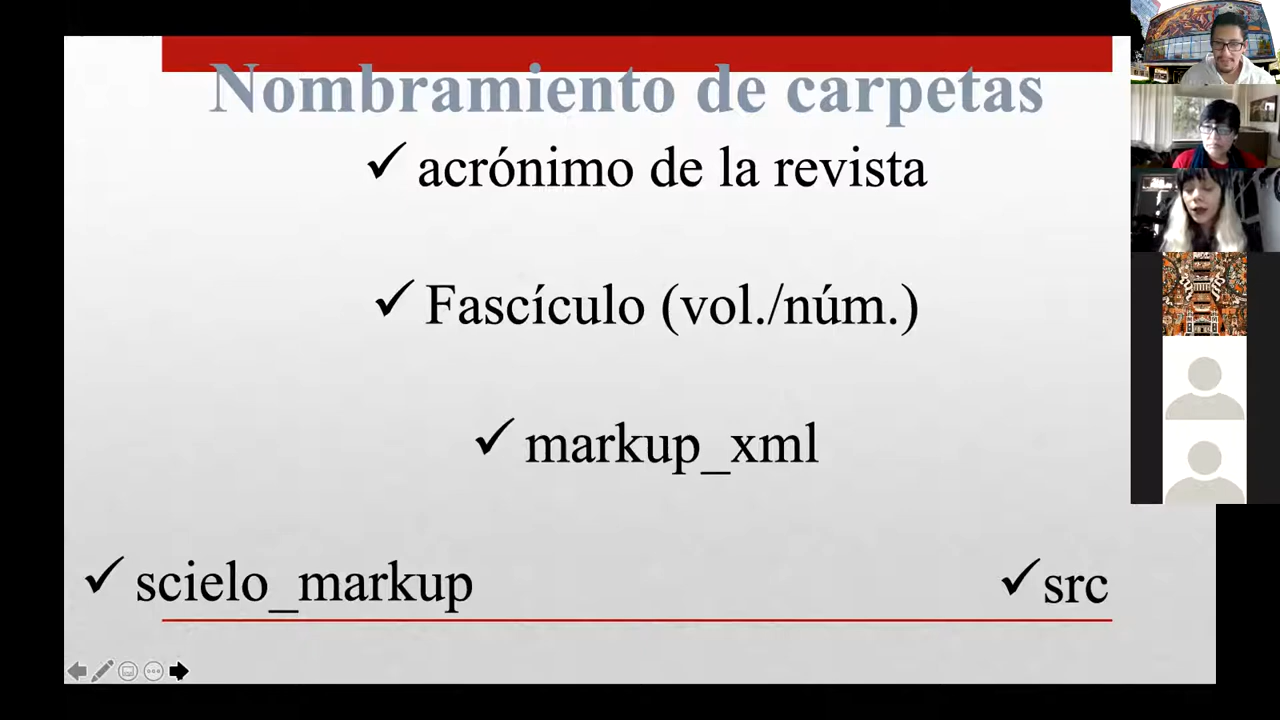 Nombramiento de carpetas
✓ acrónimo de la revista
✓ Fascículo (vol./núm.)
✓ markup_xml
✓ scielo_markup
✓ src